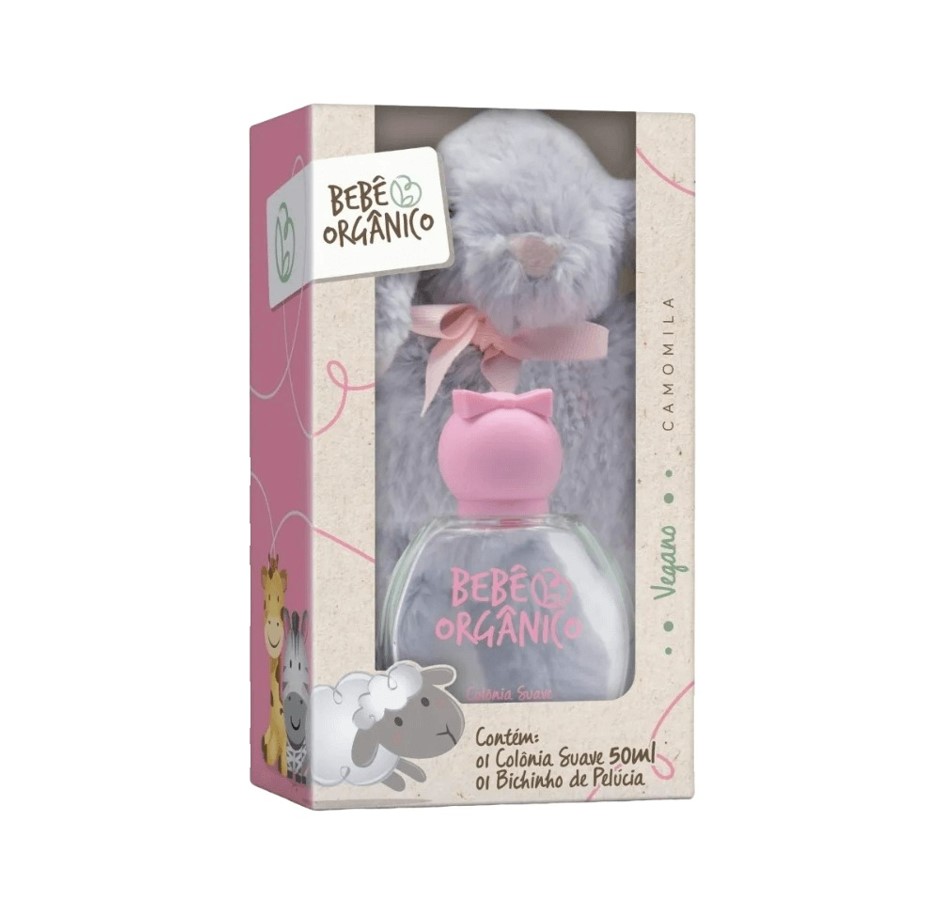 BEBÊ
ORGÂNICO
CAMOMILA
Vegano
BEBÊ
ORGÂNICO
Colônia Suave
Contém:
01 Colônia Suave 50ml
01 Bichinho de Pelúcia